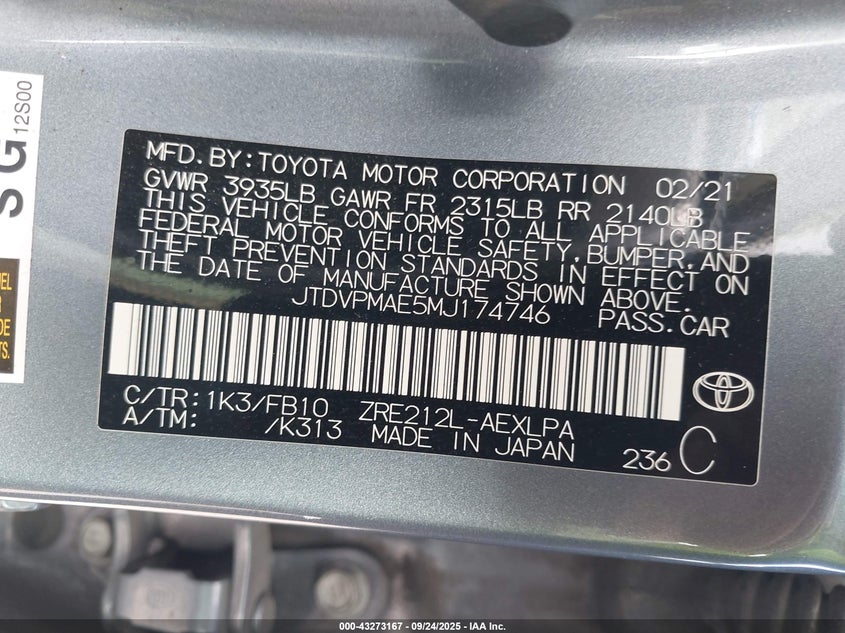 SG
12S00
MFD.BY:TOYOTA MOTOR CORPORATION 02/21
GVWR 3935LB GAWR FR 2315LB RR 2140LB
THIS VEHICLE CONFORMS TO ALL APPLICABLE
FEDERAL MOTOR VEHICLE SAFETY,BUMPER,AND
THEFT PREVENTION STANDARDS IN EFFECT ON
THE DATE OF MANUFACTURE SHOWN ABOVE.
JTDVPMAE5MJ174746 PASS.CAR
C/TR:1K3/FB10 ZRE212L-AEXLPA
A/TM: /K313 MADE IN JAPAN
236 C
TS.
000-43273167 - 09/24/2025 - IAA Inc.